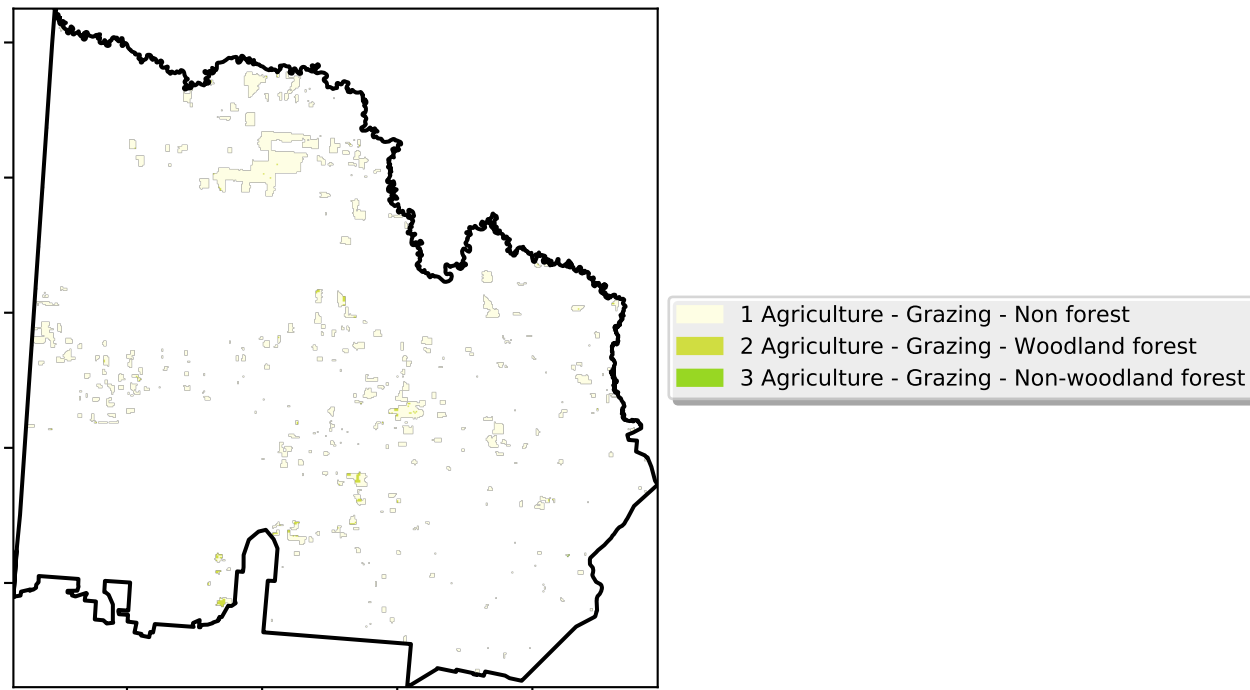 1 Agriculture - Grazing - Non forest
2 Agriculture - Grazing - Woodland forest
3 Agriculture - Grazing - Non-woodland forest